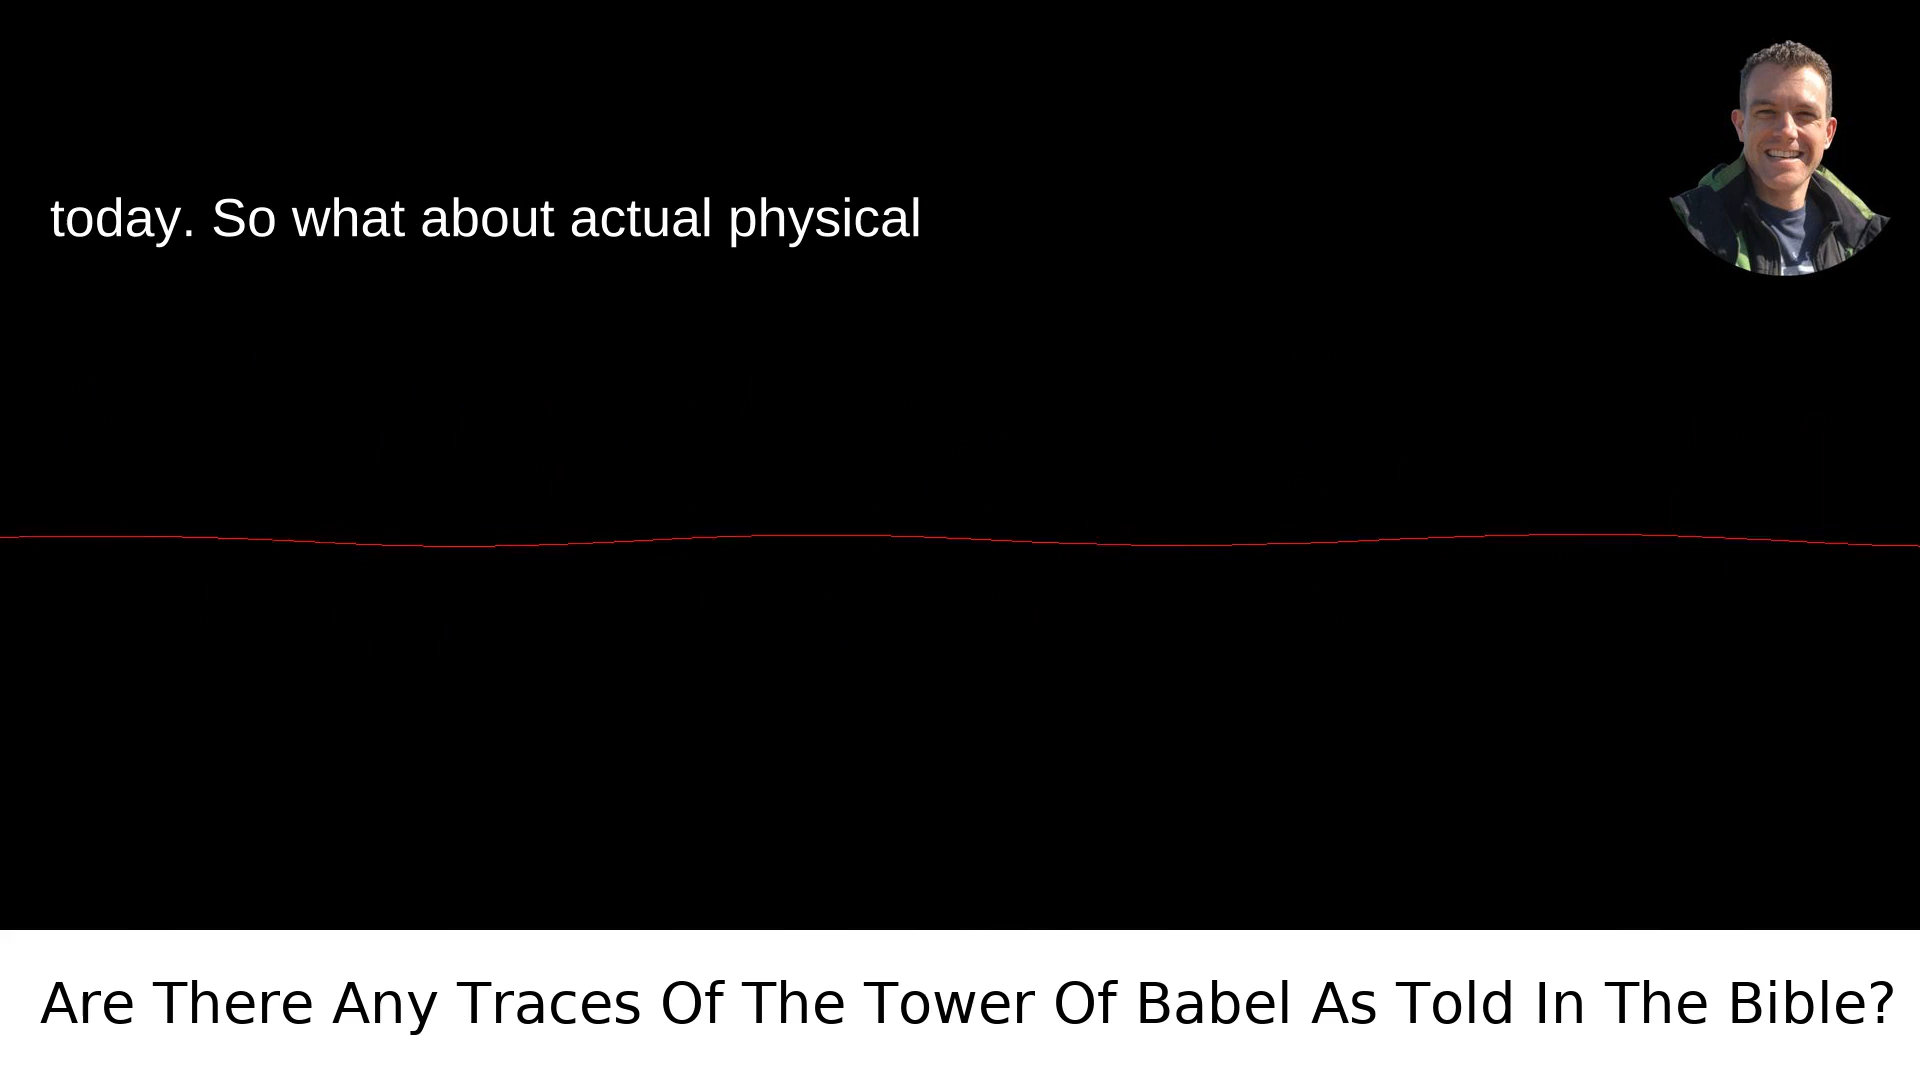 today. So what about actual physical
Are There Any Traces Of The Tower Of Babel As Told In The Bible?